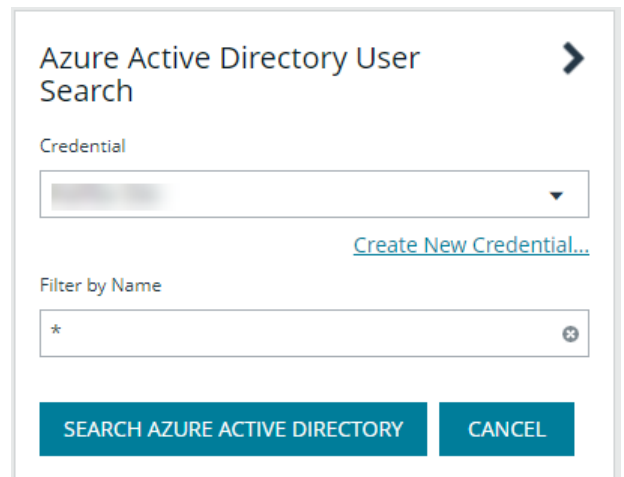 Azure Active Directory User
Search
Credential
Create New Credential...
Filter by Name
*
SEARCH AZURE ACTIVE DIRECTORY
CANCEL